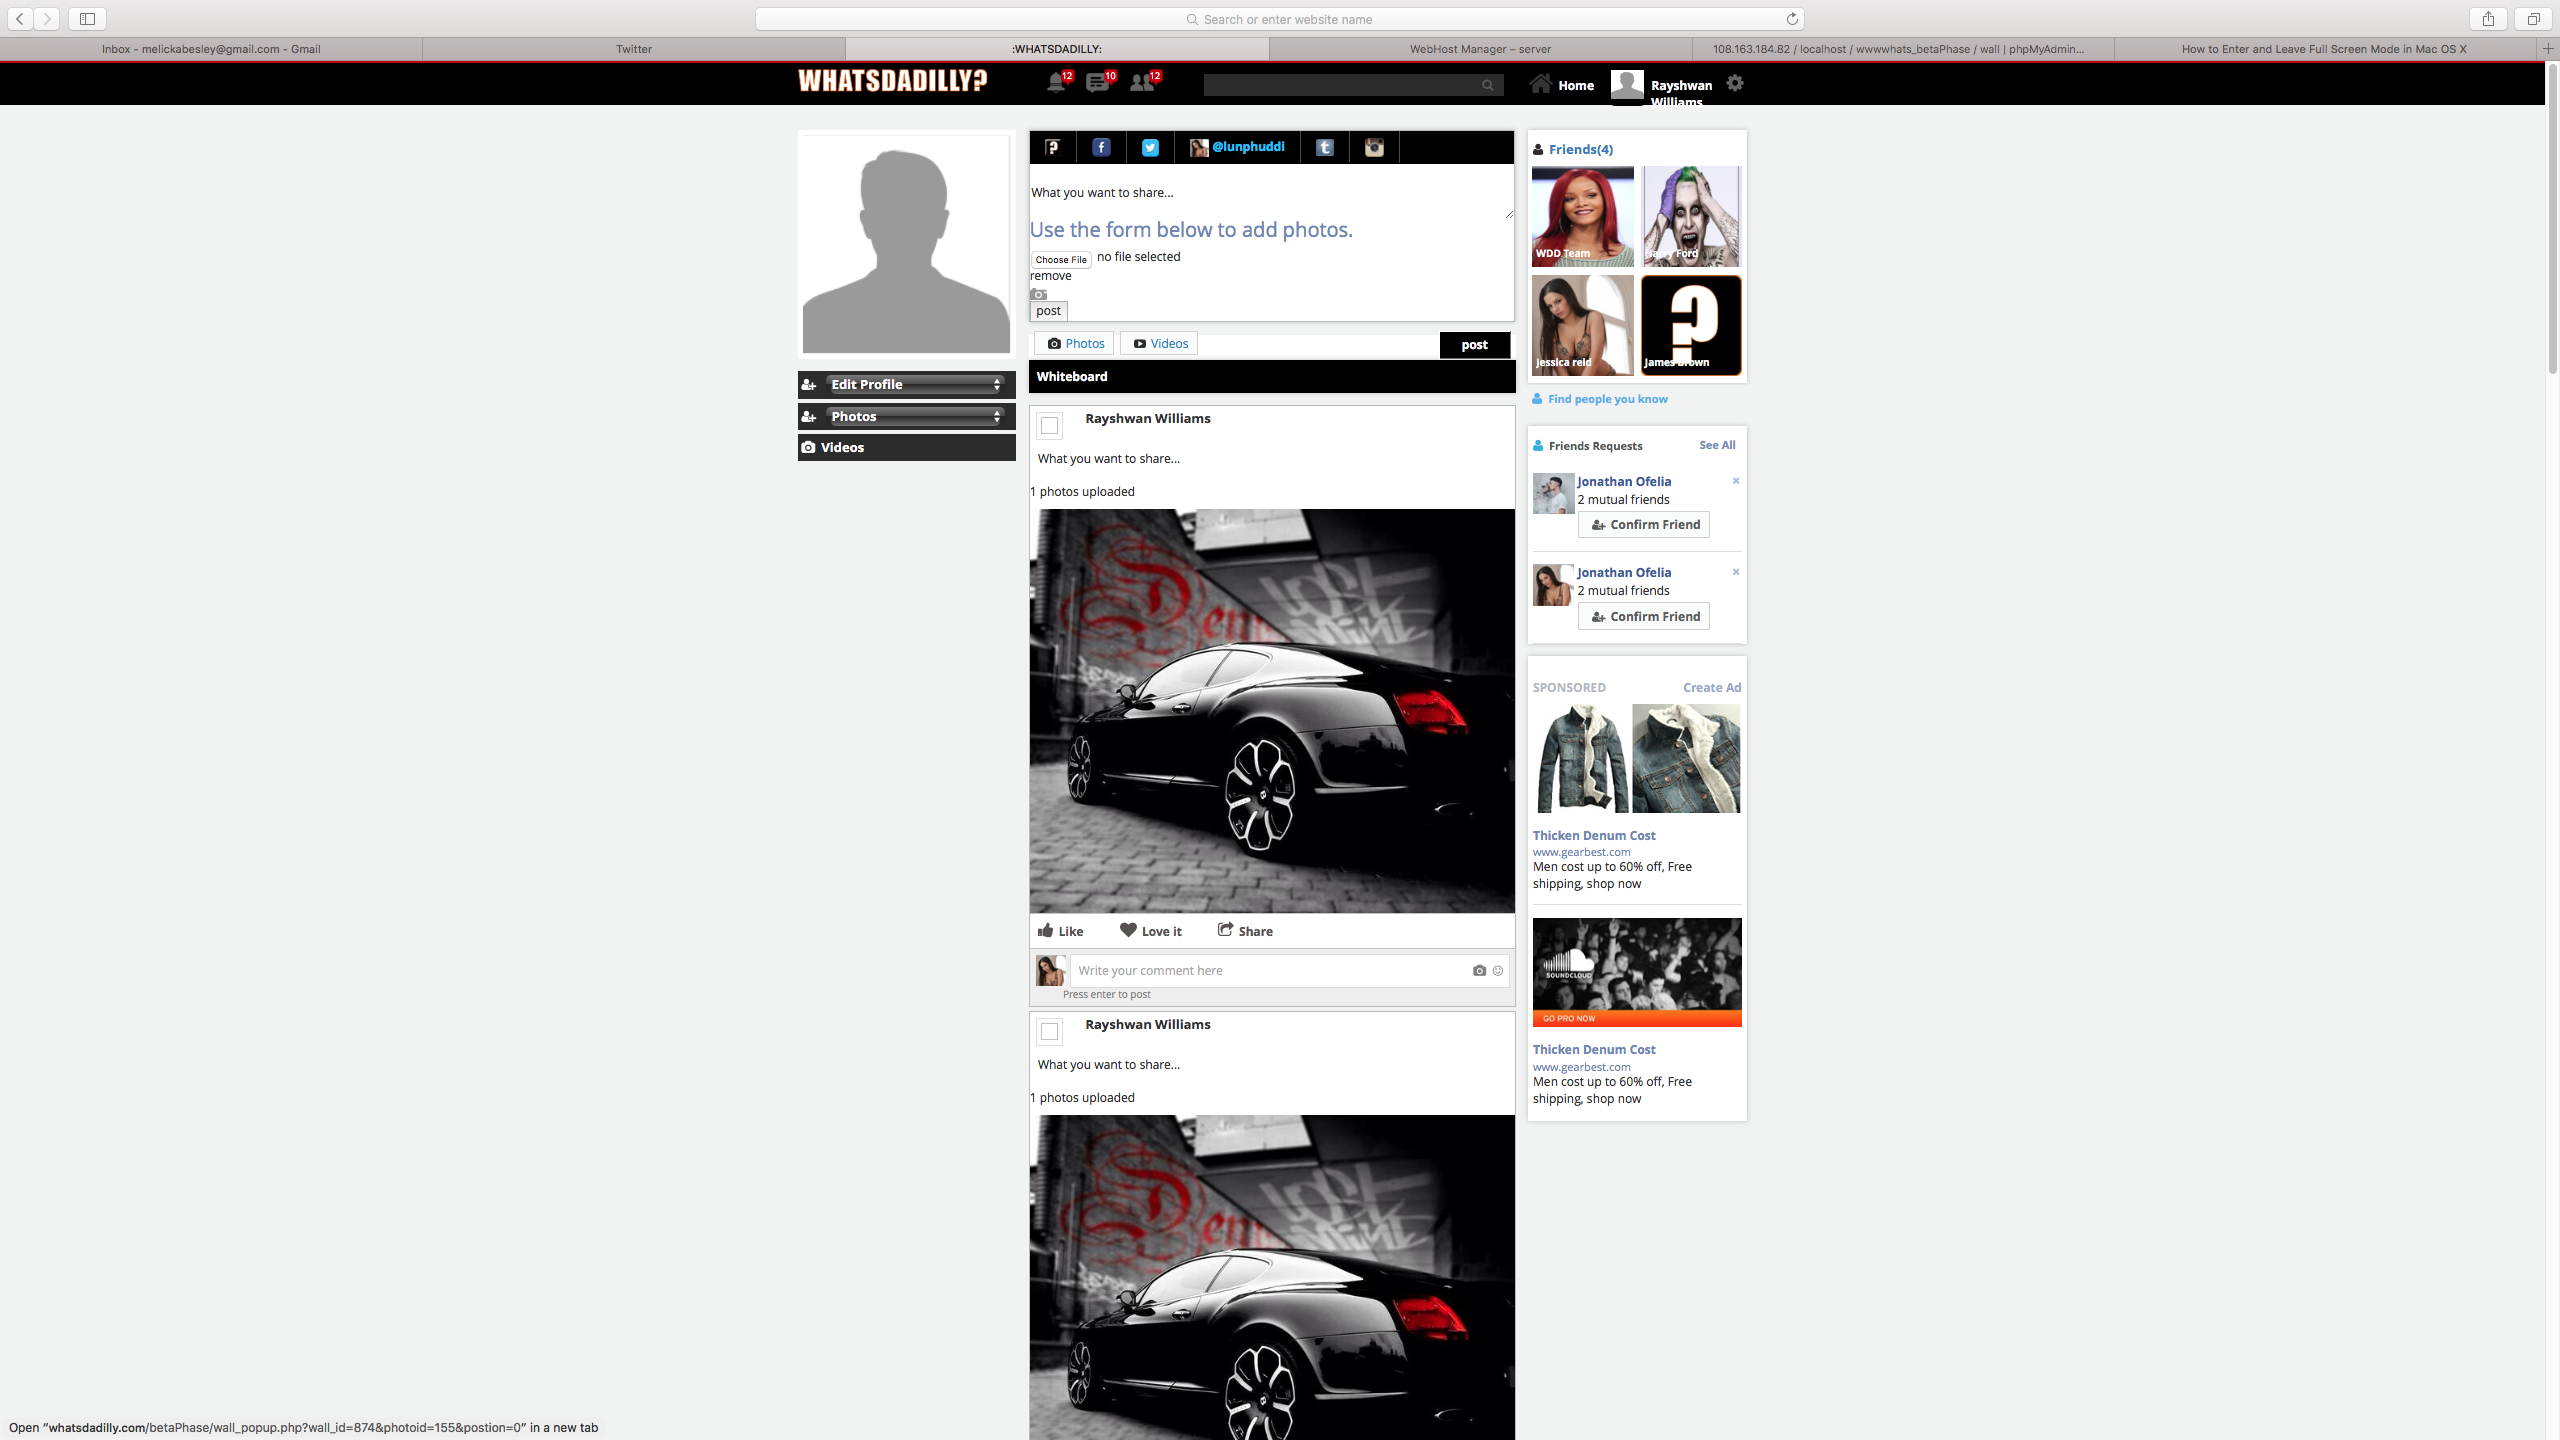 Search or enter website name
Inbox - melickabesley@gmail.com - Gmail
Twitter
:WHATSDADILLY:
WebHost Manager – server
108.163.184.82 / localhost / wwwwhats_betaPhase / wall | phpMyAdmin...
How to Enter and Leave Full Screen Mode in Mac OS X
WHATSDADILLY?
12
10
12
Home
Rayshwan
Williams
@lunphuddi
What you want to share...
Use the form below to add photos.
Choose File no file selected
remove
post
Photos
Videos
post
Whiteboard
Edit Profile
Photos
Videos
Rayshwan Williams
What you want to share...
1 photos uploaded
Like
Love it
Share
Write your comment here
Press enter to post
Rayshwan Williams
What you want to share...
1 photos uploaded
Friends(4)
WDD Team
Harry Ford
Jessica reid
James Brown
Find people you know
Friends Requests
See All
Jonathan Ofelia
2 mutual friends
Confirm Friend
Jonathan Ofelia
2 mutual friends
Confirm Friend
SPONSORED
Create Ad
Thicken Denum Cost
www.gearbest.com
Men cost up to 60% off, Free
shipping, shop now
SOUNDCLOUD
GO PRO NOW
Thicken Denum Cost
www.gearbest.com
Men cost up to 60% off, Free
shipping, shop now
Open “whatsdadilly.com/betaPhase/wall_popup.php?wall_id=874&photoid=155&postion=0” in a new tab